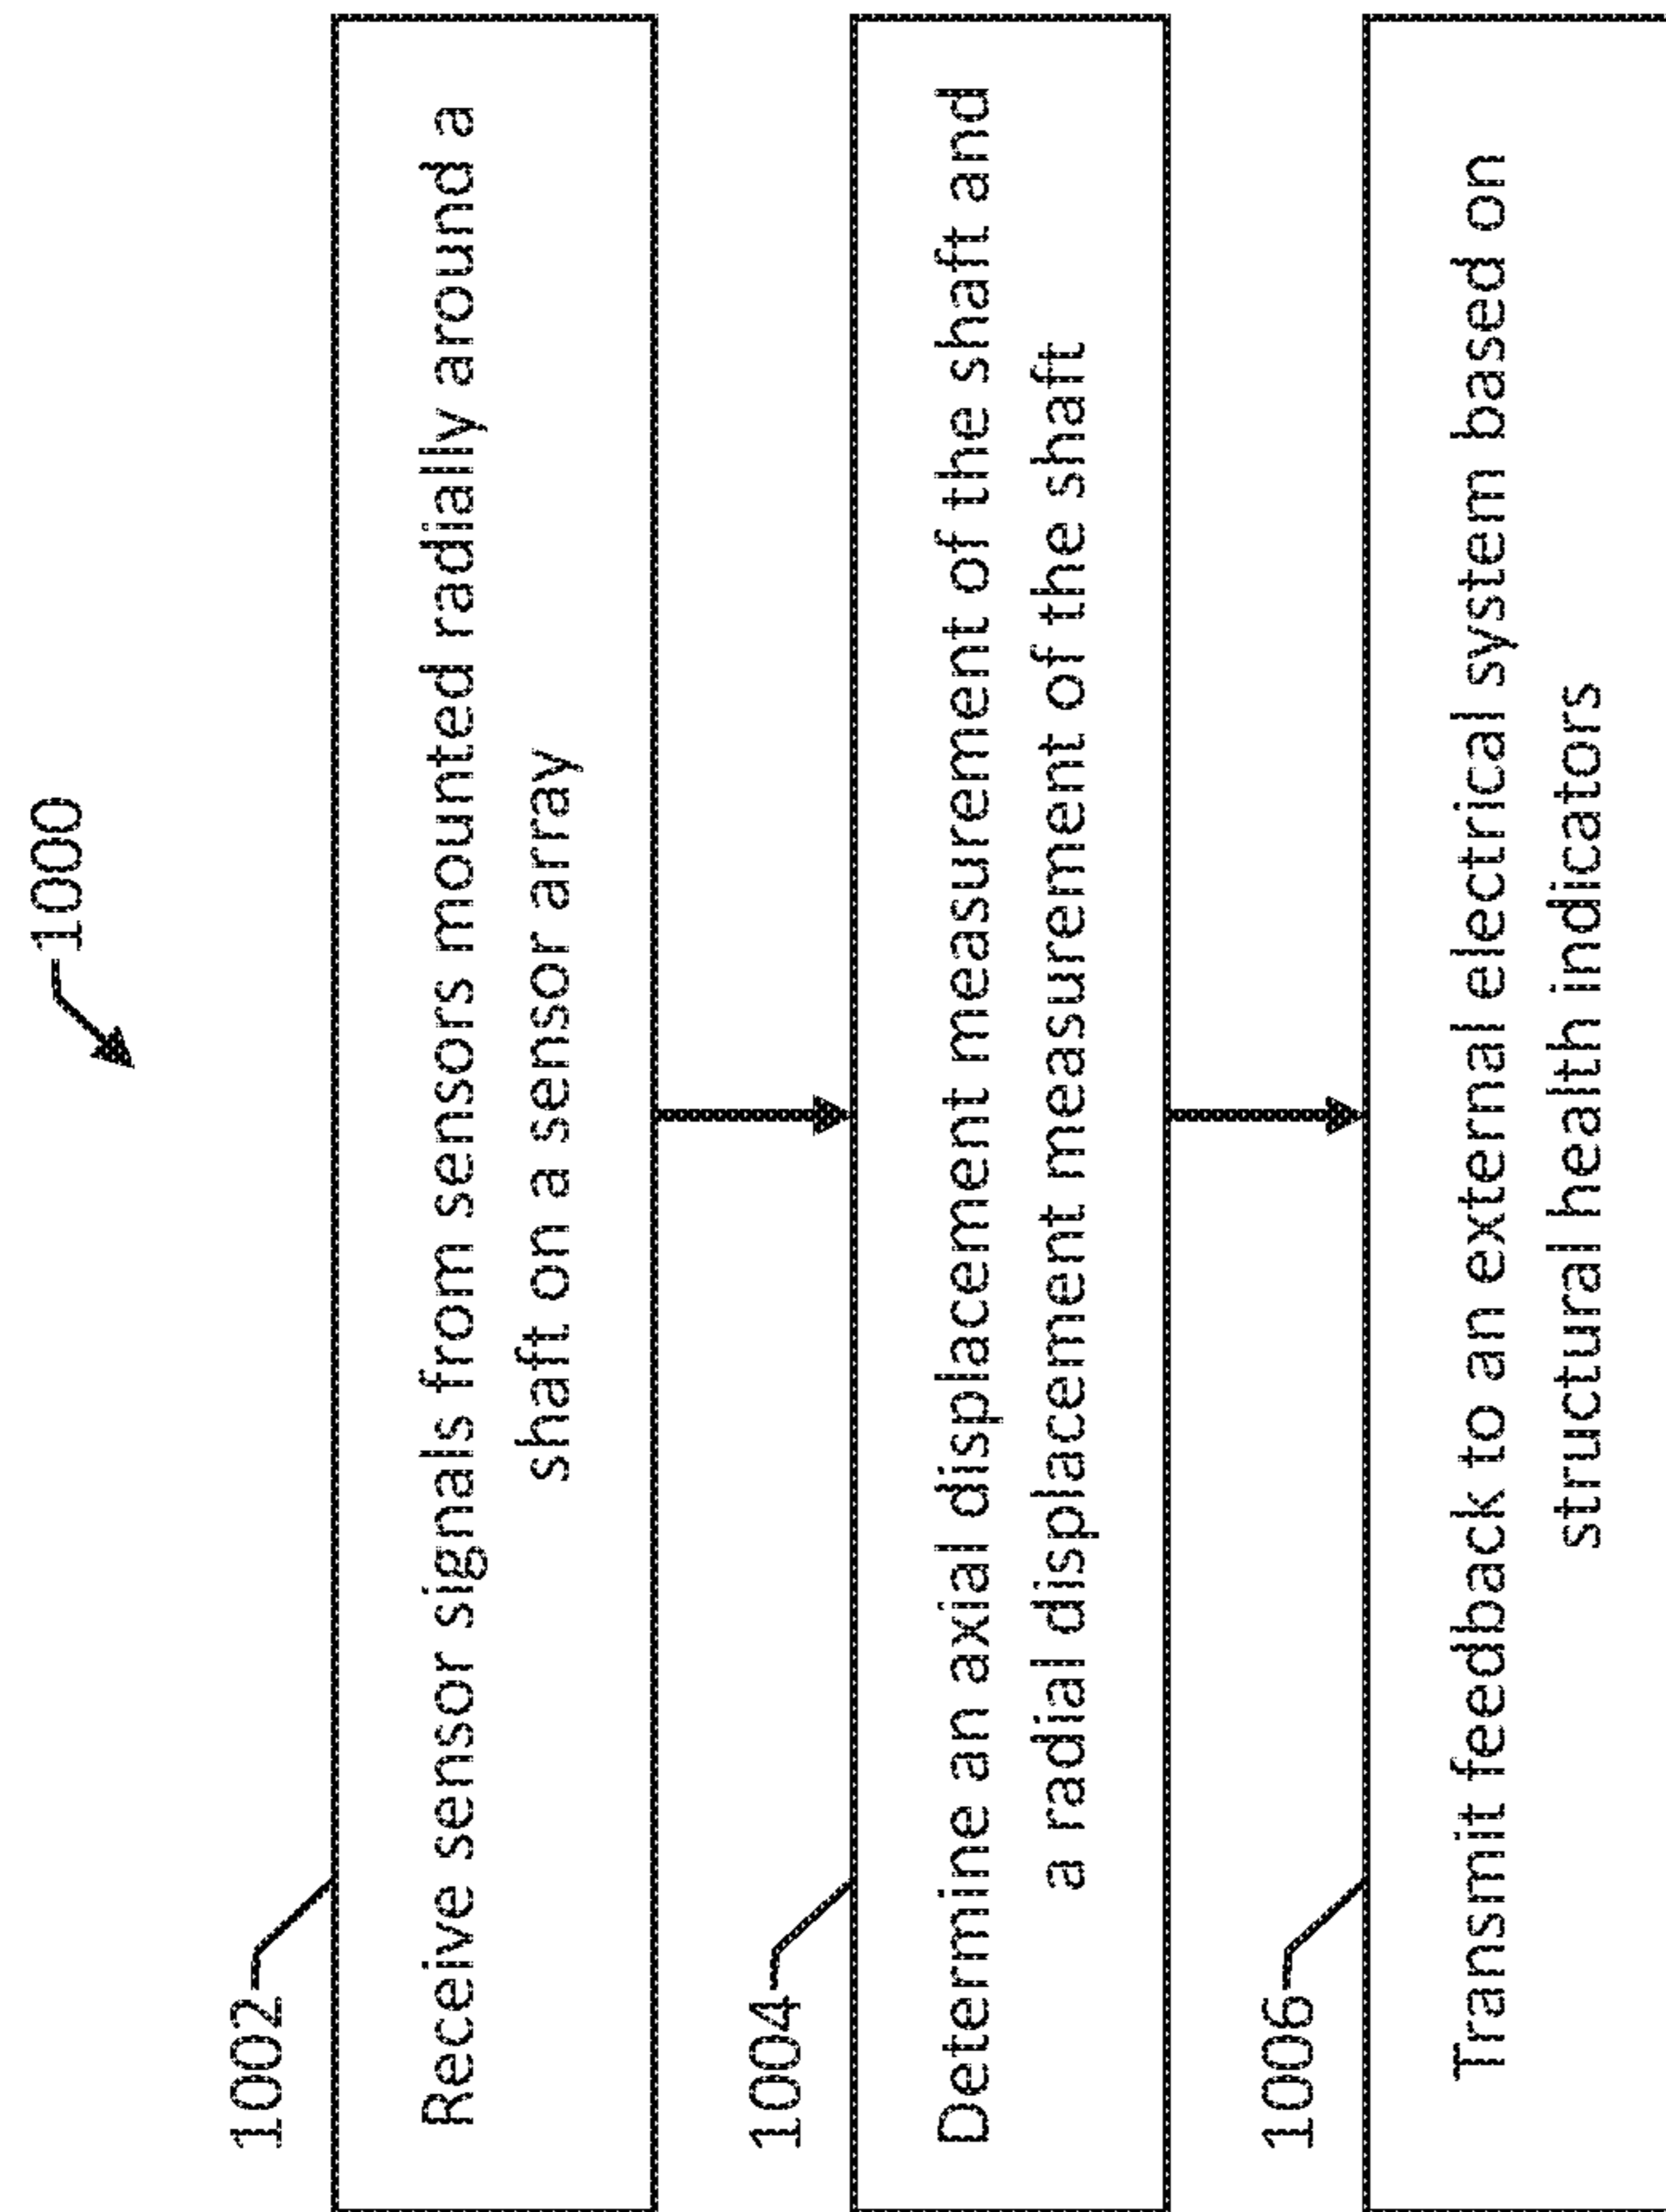 1000
1002
Receive sensor signals from sensors mounted radially around a
shaft on a sensor array
1004
Determine an axial displacement measurement of the shaft and
a radial displacement measurement of the shaft
1006
Transmit feedback to an external electrical system based on
structural health indicators